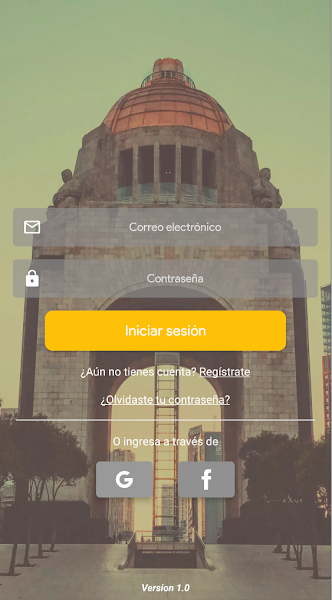 Correo electrónico
Contraseña
Iniciar sesión
¿Aún no tienes cuenta? Regístrate
¿Olvidaste tu contraseña?
O ingresa a través de
G f
Version 1.0